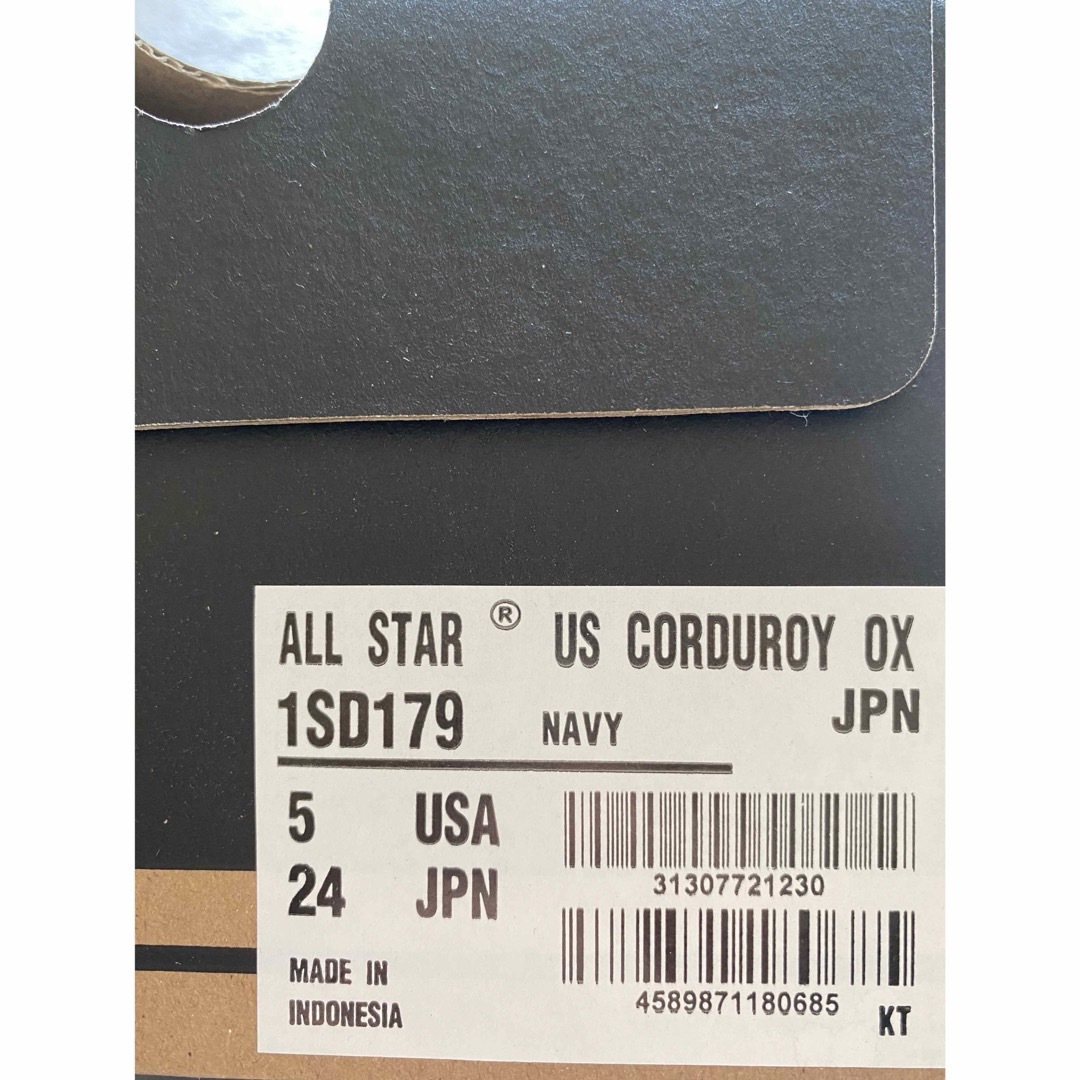 ALL STAR ® US CORDUROY OX
1SD179 NAVY JPN
5 USA
24 JPN
31307721230
4589871180685
MADE IN
INDONESIA
KT